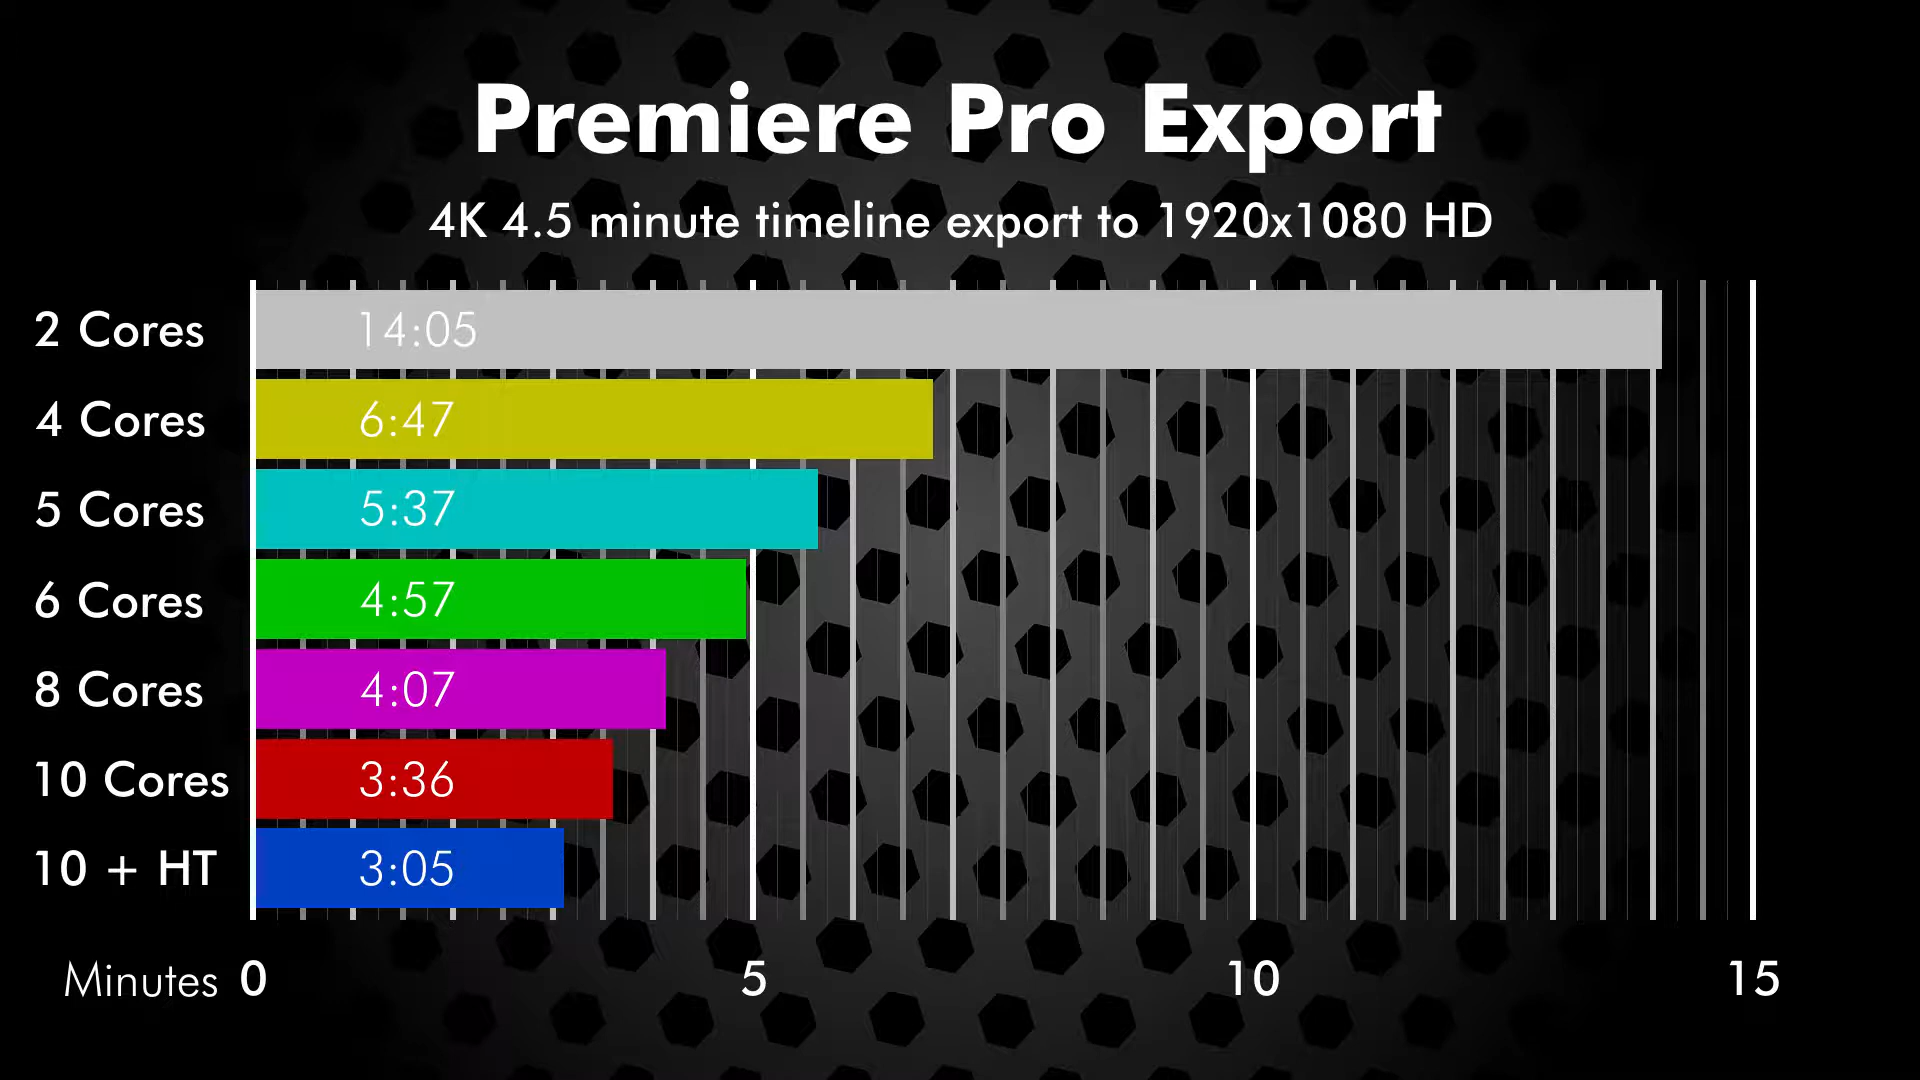 Premiere Pro Export
4K 4.5 minute timeline export to 1920x1080 HD
2 Cores 14:05
4 Cores 6:47
5 Cores 5:37
6 Cores 4:57
8 Cores 4:07
10 Cores 3:36
10 + HT 3:05
Minutes 0 5 10 15